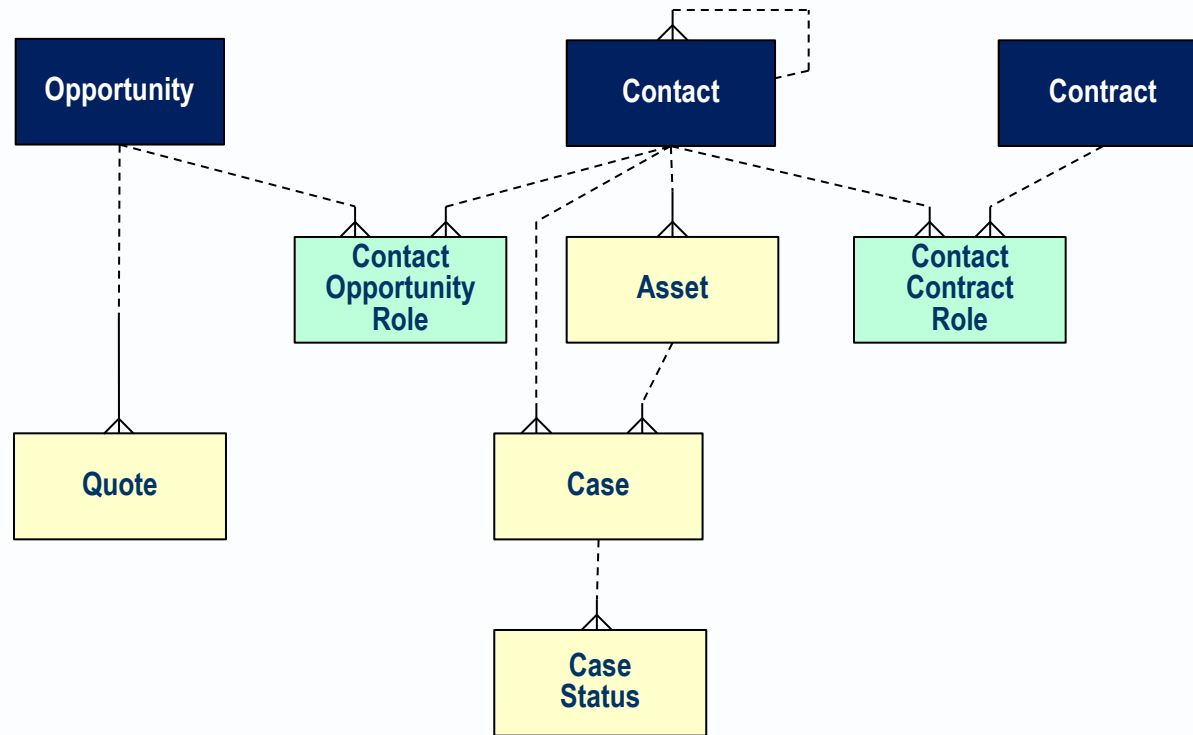 Opportunity
Contact
Contract
Contact
Opportunity
Role
Asset
Contact
Contract
Role
Quote
Case
Case
Status